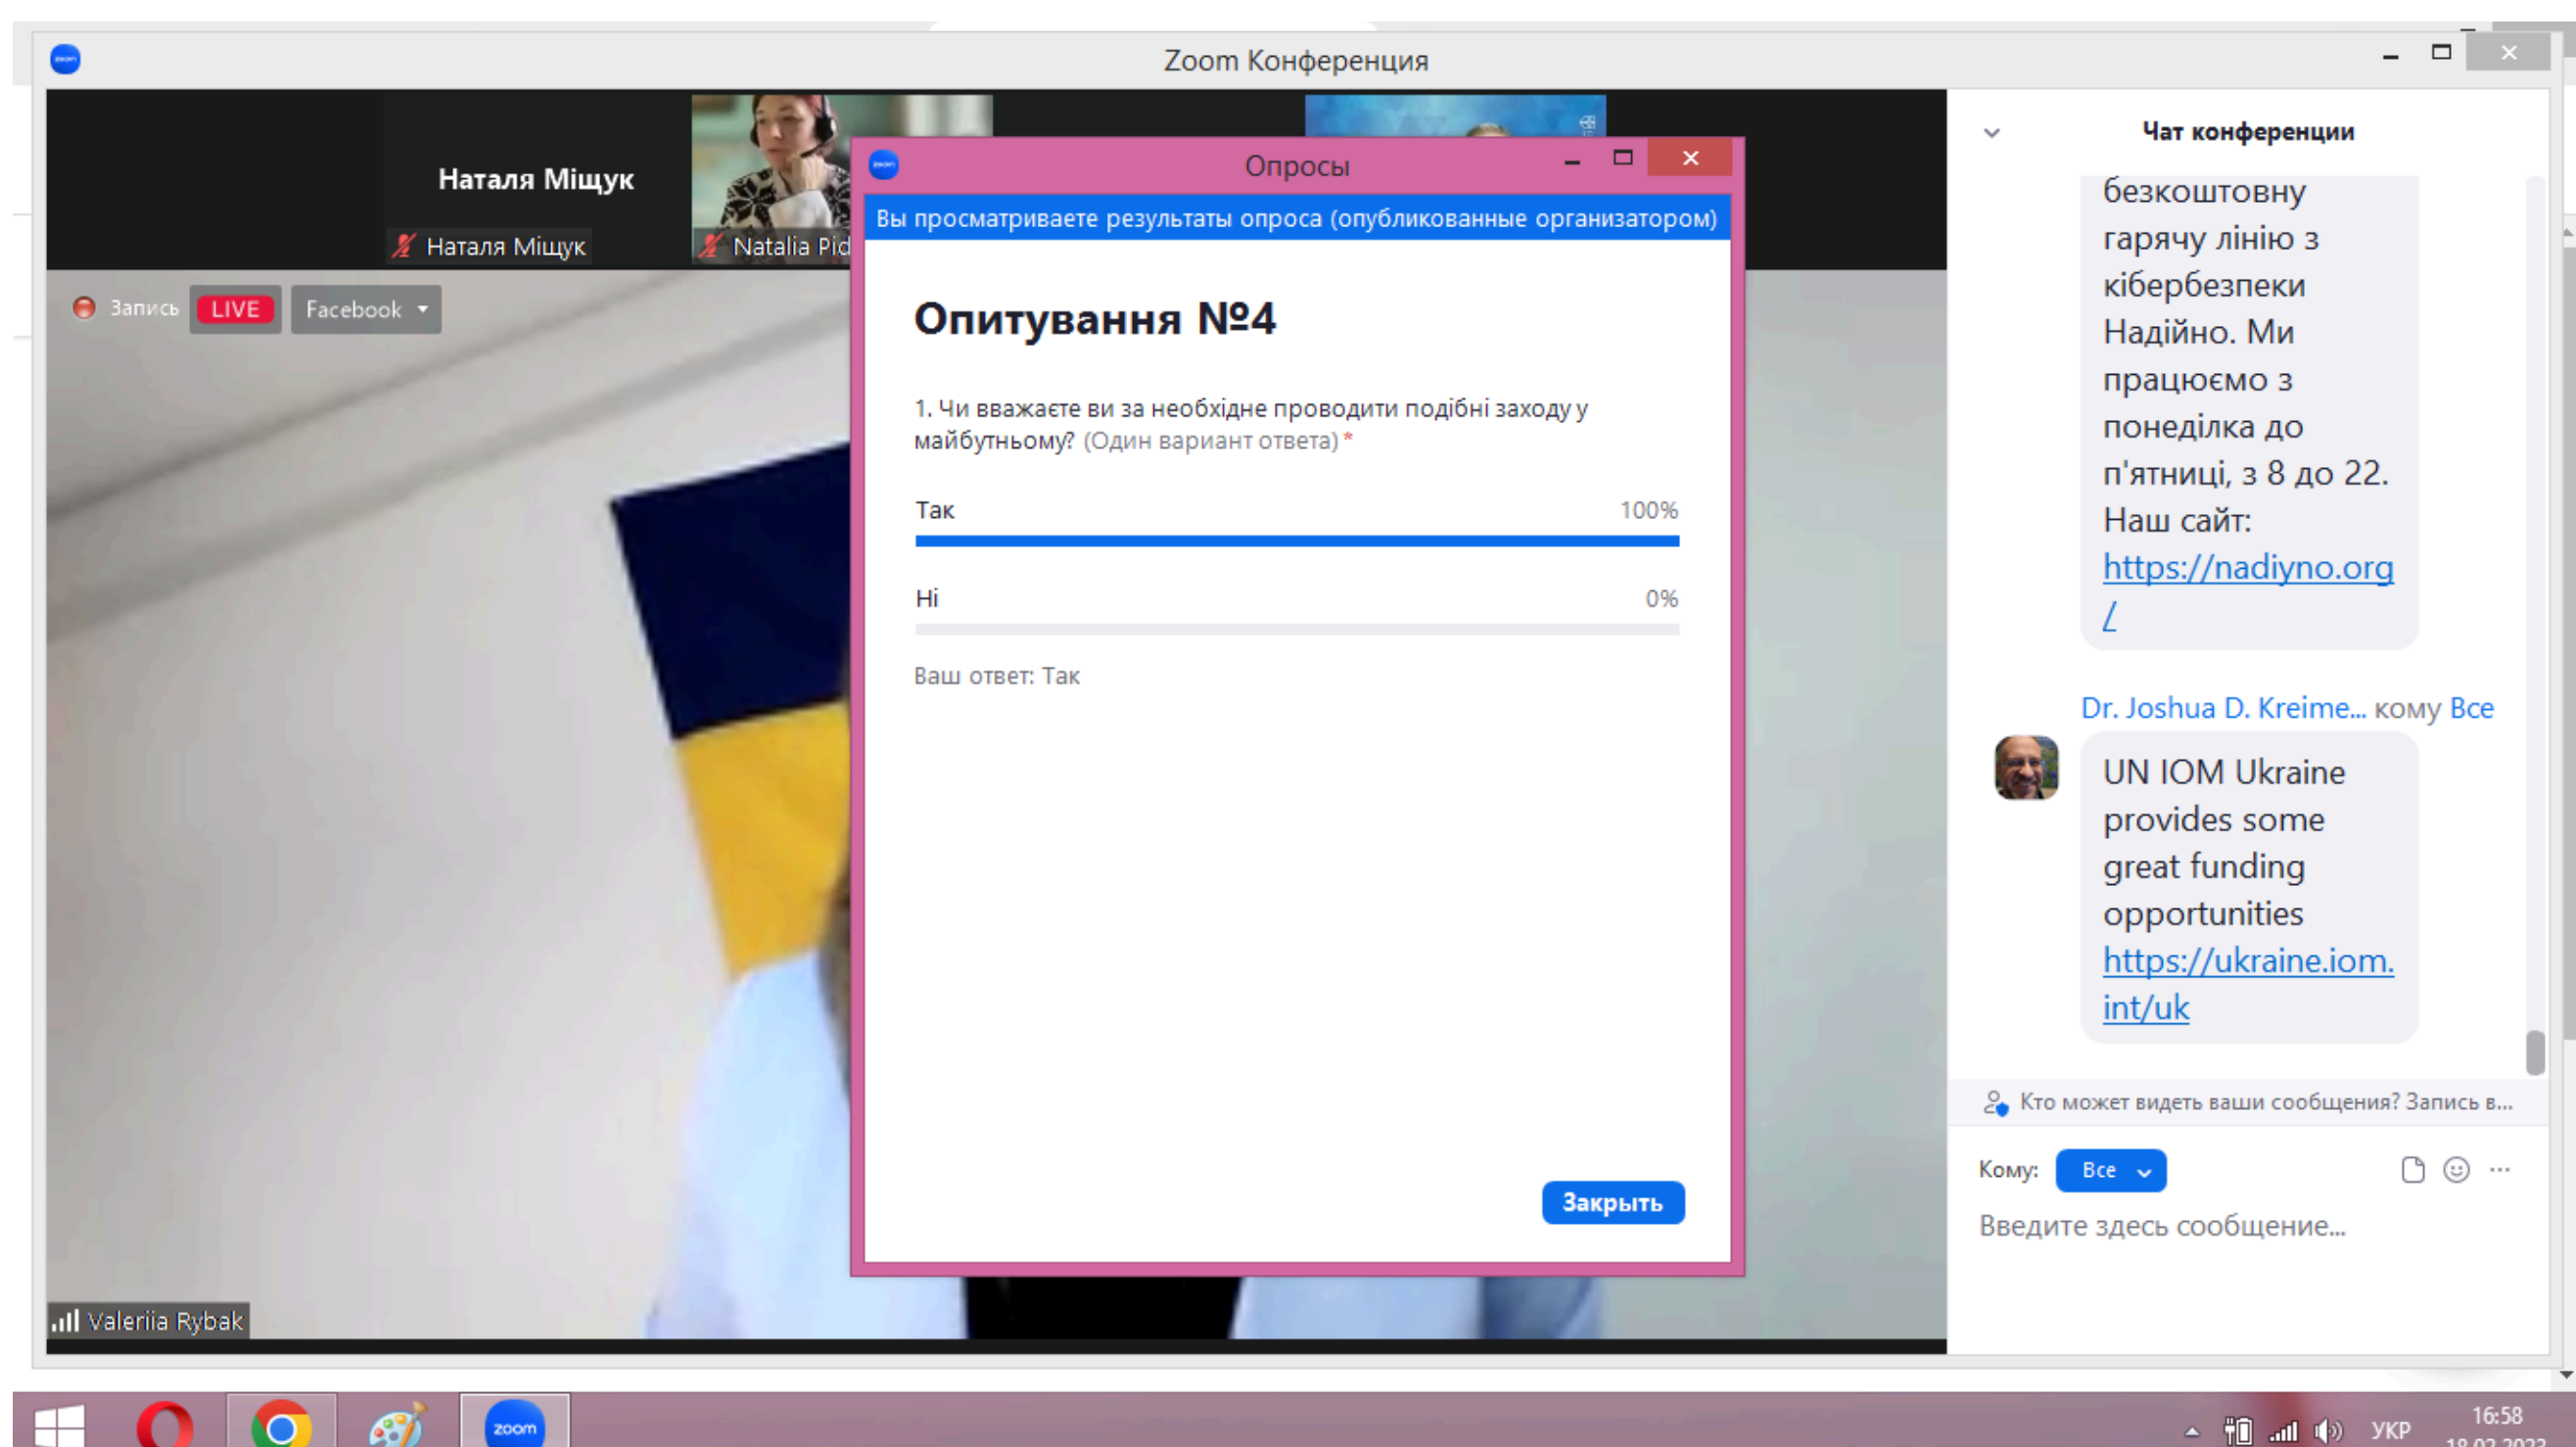 Zoom Конференция
Наталя Міщук
Наталя Міщук
Natalia Pid
Запись
LIVE
Facebook
Опросы
Вы просматриваете результаты опроса (опубликованные организатором)
Опитування №4
1. Чи вважаєте ви за необхідне проводити подібні заходу у
майбутньому? (Один вариант ответа) *
Так 100%
Ні 0%
Ваш ответ: Так
Закрыть
Valeriia Rybak
Чат конференции
безкоштовну
гарячу лінію з
кібербезпеки
Надійно. Ми
працюємо з
понеділка до
п'ятниці, з 8 до 22.
Наш сайт:
https://nadiyno.org
/
Dr. Joshua D. Kreime... кому Все
UN IOM Ukraine
provides some
great funding
opportunities
https://ukraine.iom.
int/uk
Кто может видеть ваши сообщения? Запись в...
Кому: Все
Введите здесь сообщение...
zoom
УКР
16:58